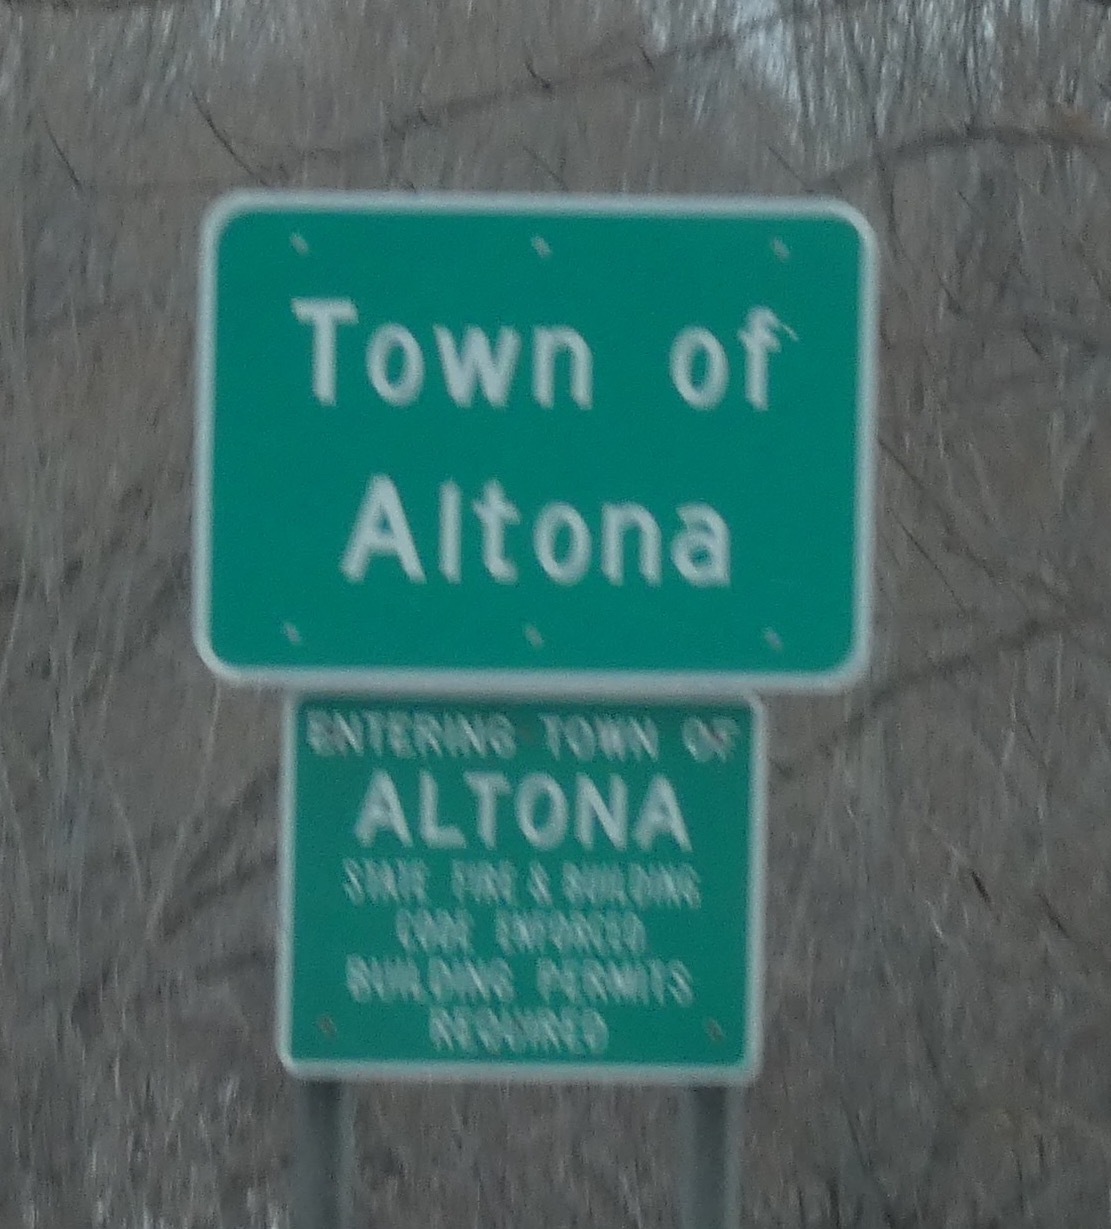 Town of
Altona
ENTERING TOWN OF
ALTONA
STATE FIRE & BUILDING
CODE ENFORCED
BUILDING PERMITS
REQUIRED